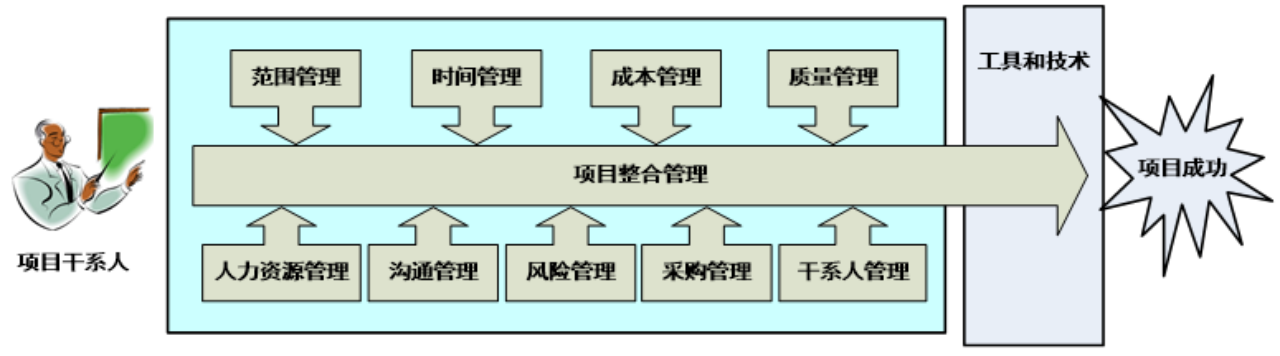 范围管理
时间管理
成本管理
质量管理
工具和技术
项目整合管理
项目成功
项目干系人
人力资源管理
沟通管理
风险管理
采购管理
干系人管理